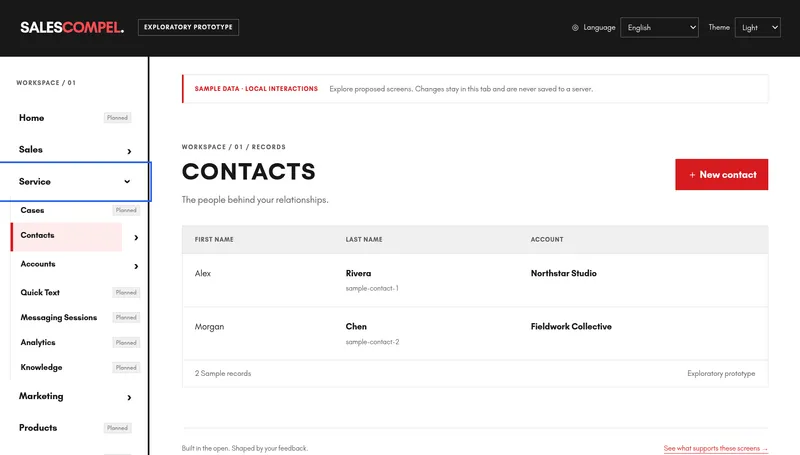 SALESCOMPEL. EXPLORATORY PROTOTYPE Language English Theme Light
WORKSPACE / 01
Home Planned
Sales
Service
Cases Planned
Contacts
Accounts
Quick Text Planned
Messaging Sessions Planned
Analytics Planned
Knowledge Planned
Marketing
Products Planned
SAMPLE DATA · LOCAL INTERACTIONS Explore proposed screens. Changes stay in this tab and are never saved to a server.
WORKSPACE / 01 / RECORDS
CONTACTS
The people behind your relationships.
+ New contact
FIRST NAME LAST NAME ACCOUNT
Alex Rivera Northstar Studio
sample-contact-1
Morgan Chen Fieldwork Collective
sample-contact-2
2 Sample records Exploratory prototype
Built in the open. Shaped by your feedback. See what supports these screens →